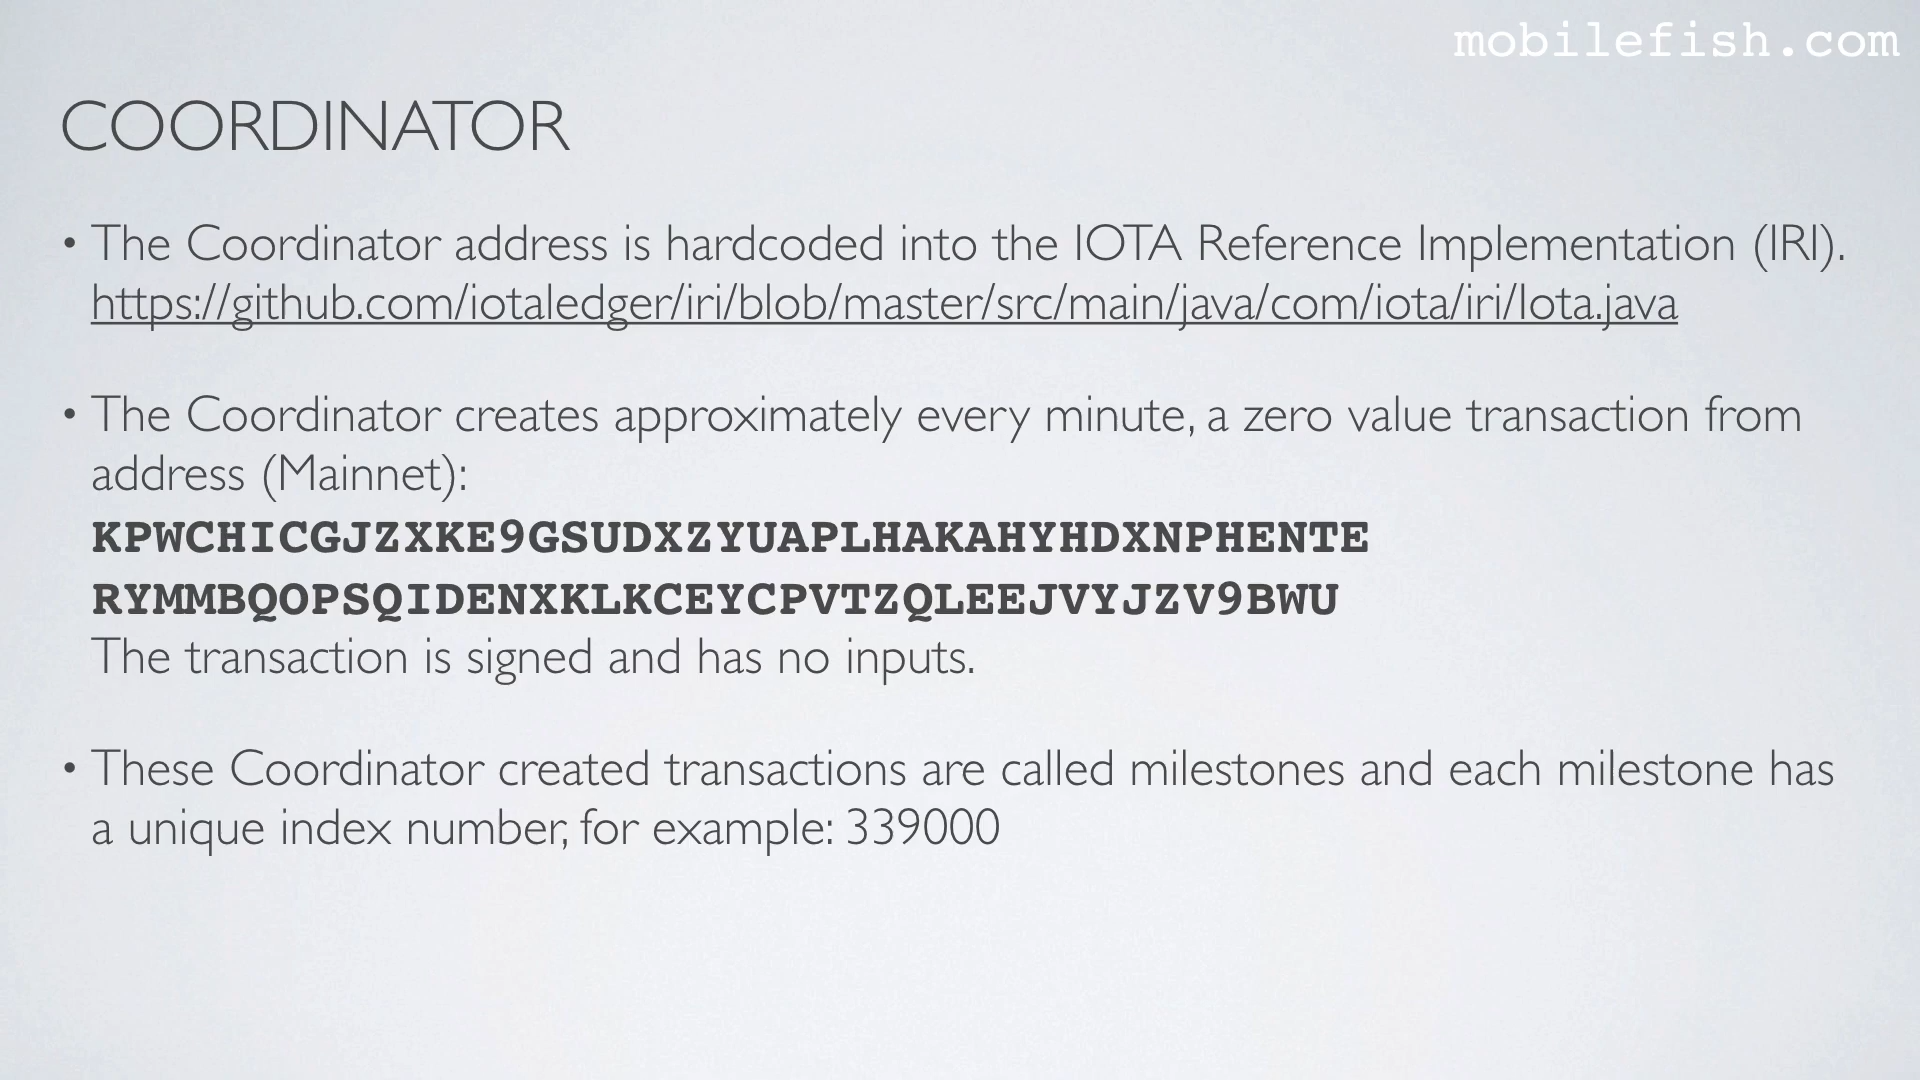 mobilefish.com
COORDINATOR
• The Coordinator address is hardcoded into the IOTA Reference Implementation (IRI).
https://github.com/iotaledger/iri/blob/master/src/main/java/com/iota/iri/Iota.java
• The Coordinator creates approximately every minute, a zero value transaction from
address (Mainnet):
KPWCHICGJZXKE9GSUDXZYUAPLHAKAHYHDXNPHENTE
RYMMBQOPSQIDENXKLKCEYCPVTZQLEEJVYJZV9BWU
The transaction is signed and has no inputs.
• These Coordinator created transactions are called milestones and each milestone has
a unique index number, for example: 339000